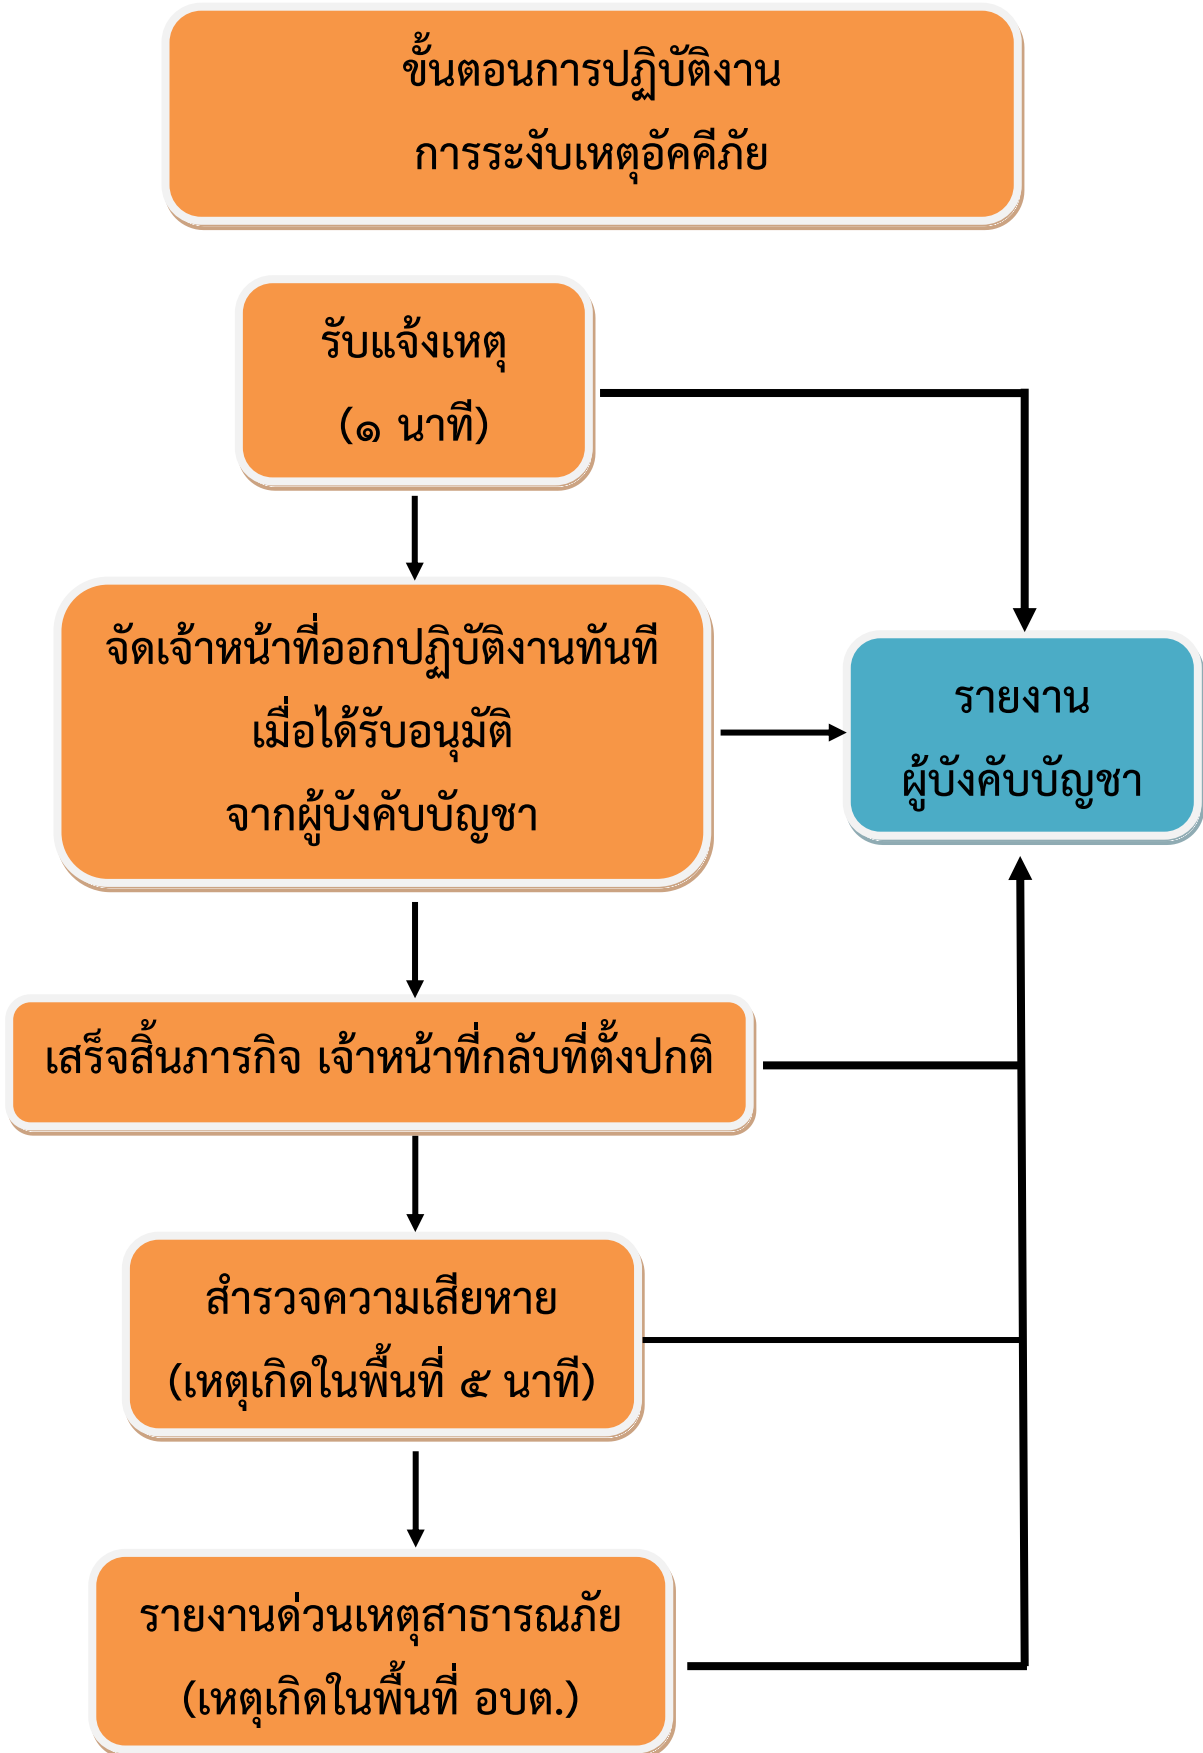 ขั้นตอนการปฏิบัติงาน
การระงับเหตุอัคคีภัย
รับแจ้งเหตุ
(๑ นาที)
จัดเจ้าหน้าที่ออกปฏิบัติงานทันที
เมื่อได้รับอนุมัติ
จากผู้บังคับบัญชา
รายงาน
ผู้บังคับบัญชา
เสร็จสิ้นภารกิจ เจ้าหน้าที่กลับที่ตั้งปกติ
สำรวจความเสียหาย
(เหตุเกิดในพื้นที่ ๕ นาที)
รายงานด่วนเหตุสาธารณภัย
(เหตุเกิดในพื้นที่ อบต.)